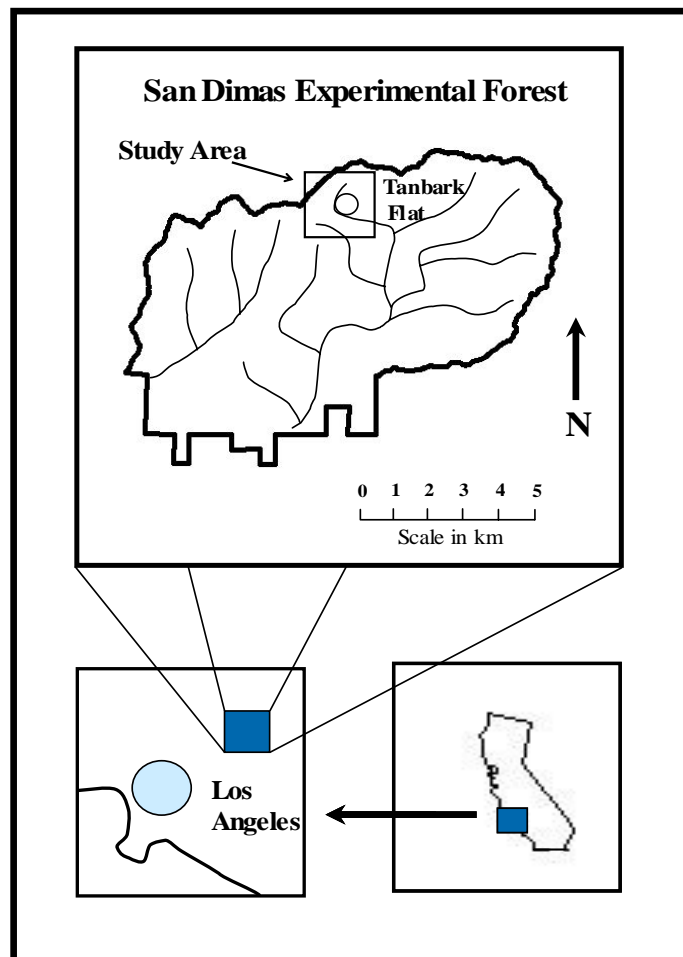 San Dimas Experimental Forest
Study Area
Tanbark
Flat
N
0 1 2 3 4 5
Scale in km
Los
Angeles